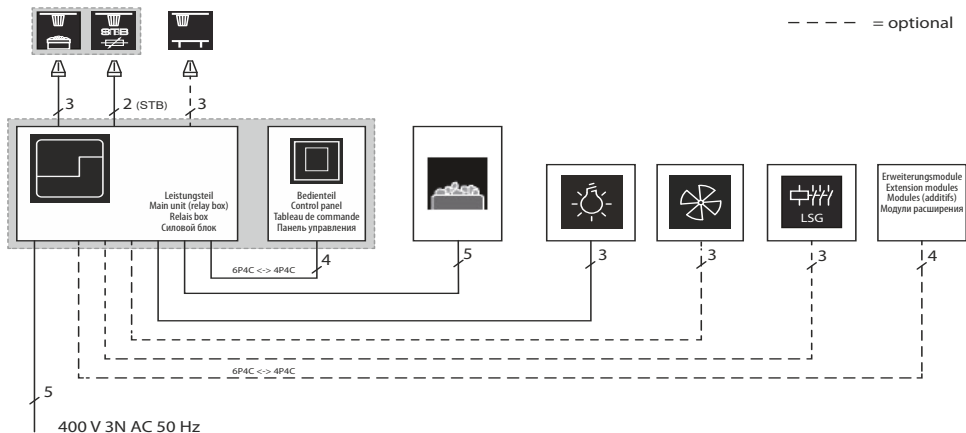 STB
= optional
3
2 (STB)
3
Leistungsteil
Main unit (relay box)
Relais box
Силовой блок
Bedienteil
Control panel
Tableau de commande
Панель управления
LSG
Erweiterungsmodule
Extension modules
Modules (additifs)
Модули расширения
6P4C <-> 4P4C
4
5
3
3
3
4
6P4C <-> 4P4C
5
400 V 3N AC 50 Hz